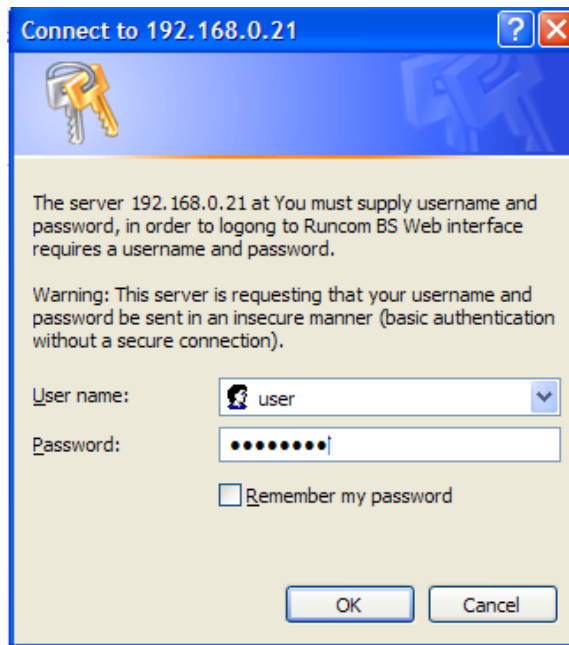 Connect to 192.168.0.21
The server 192.168.0.21 at You must supply username and
password, in order to logong to Runcom BS Web interface
requires a username and password.
Warning: This server is requesting that your username and
password be sent in an insecure manner (basic authentication
without a secure connection).
User name:
user
Password:
••••••••
Remember my password
OK
Cancel